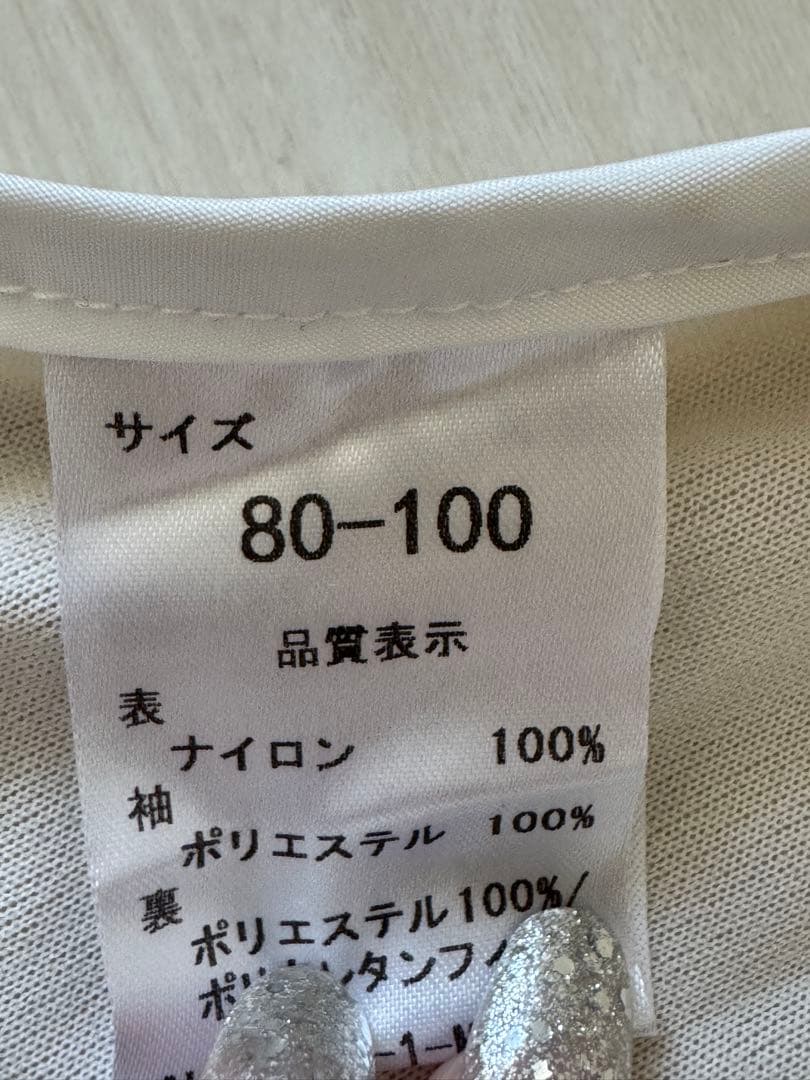 サイズ
80-100
品質表示
表
ナイロン 100%
袖
ポリエステル 100%
裏
ポリエステル100%/
-1-